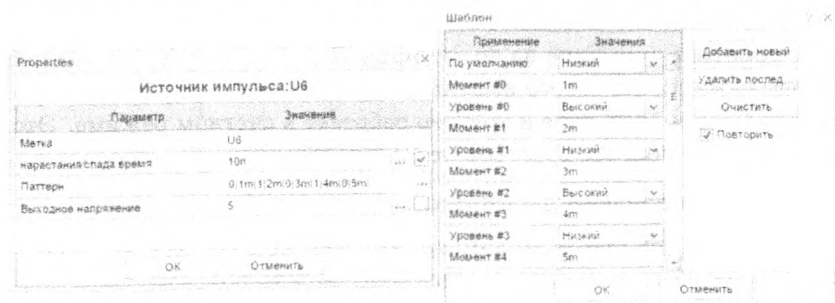 Properties ×
Источник импульса:U6
Параметр Значение
Метка U6
нарастания/спада время 10n ...
Паттерн 0|1m|1|2m|0|3m|1|4m|0|5m| ...
Выходное напряжение 5 ...
OK Отменить
Шаблон ? ×
Применение Значения
По умолчанию Низкий
Момент #0 1m
Уровень #0 Высокий
Момент #1 2m
Уровень #1 Низкий
Момент #2 3m
Уровень #2 Высокий
Момент #3 4m
Уровень #3 Низкий
Момент #4 5m
Добавить новый
Удалить послед
Очистить
Повторить
OK Отменить